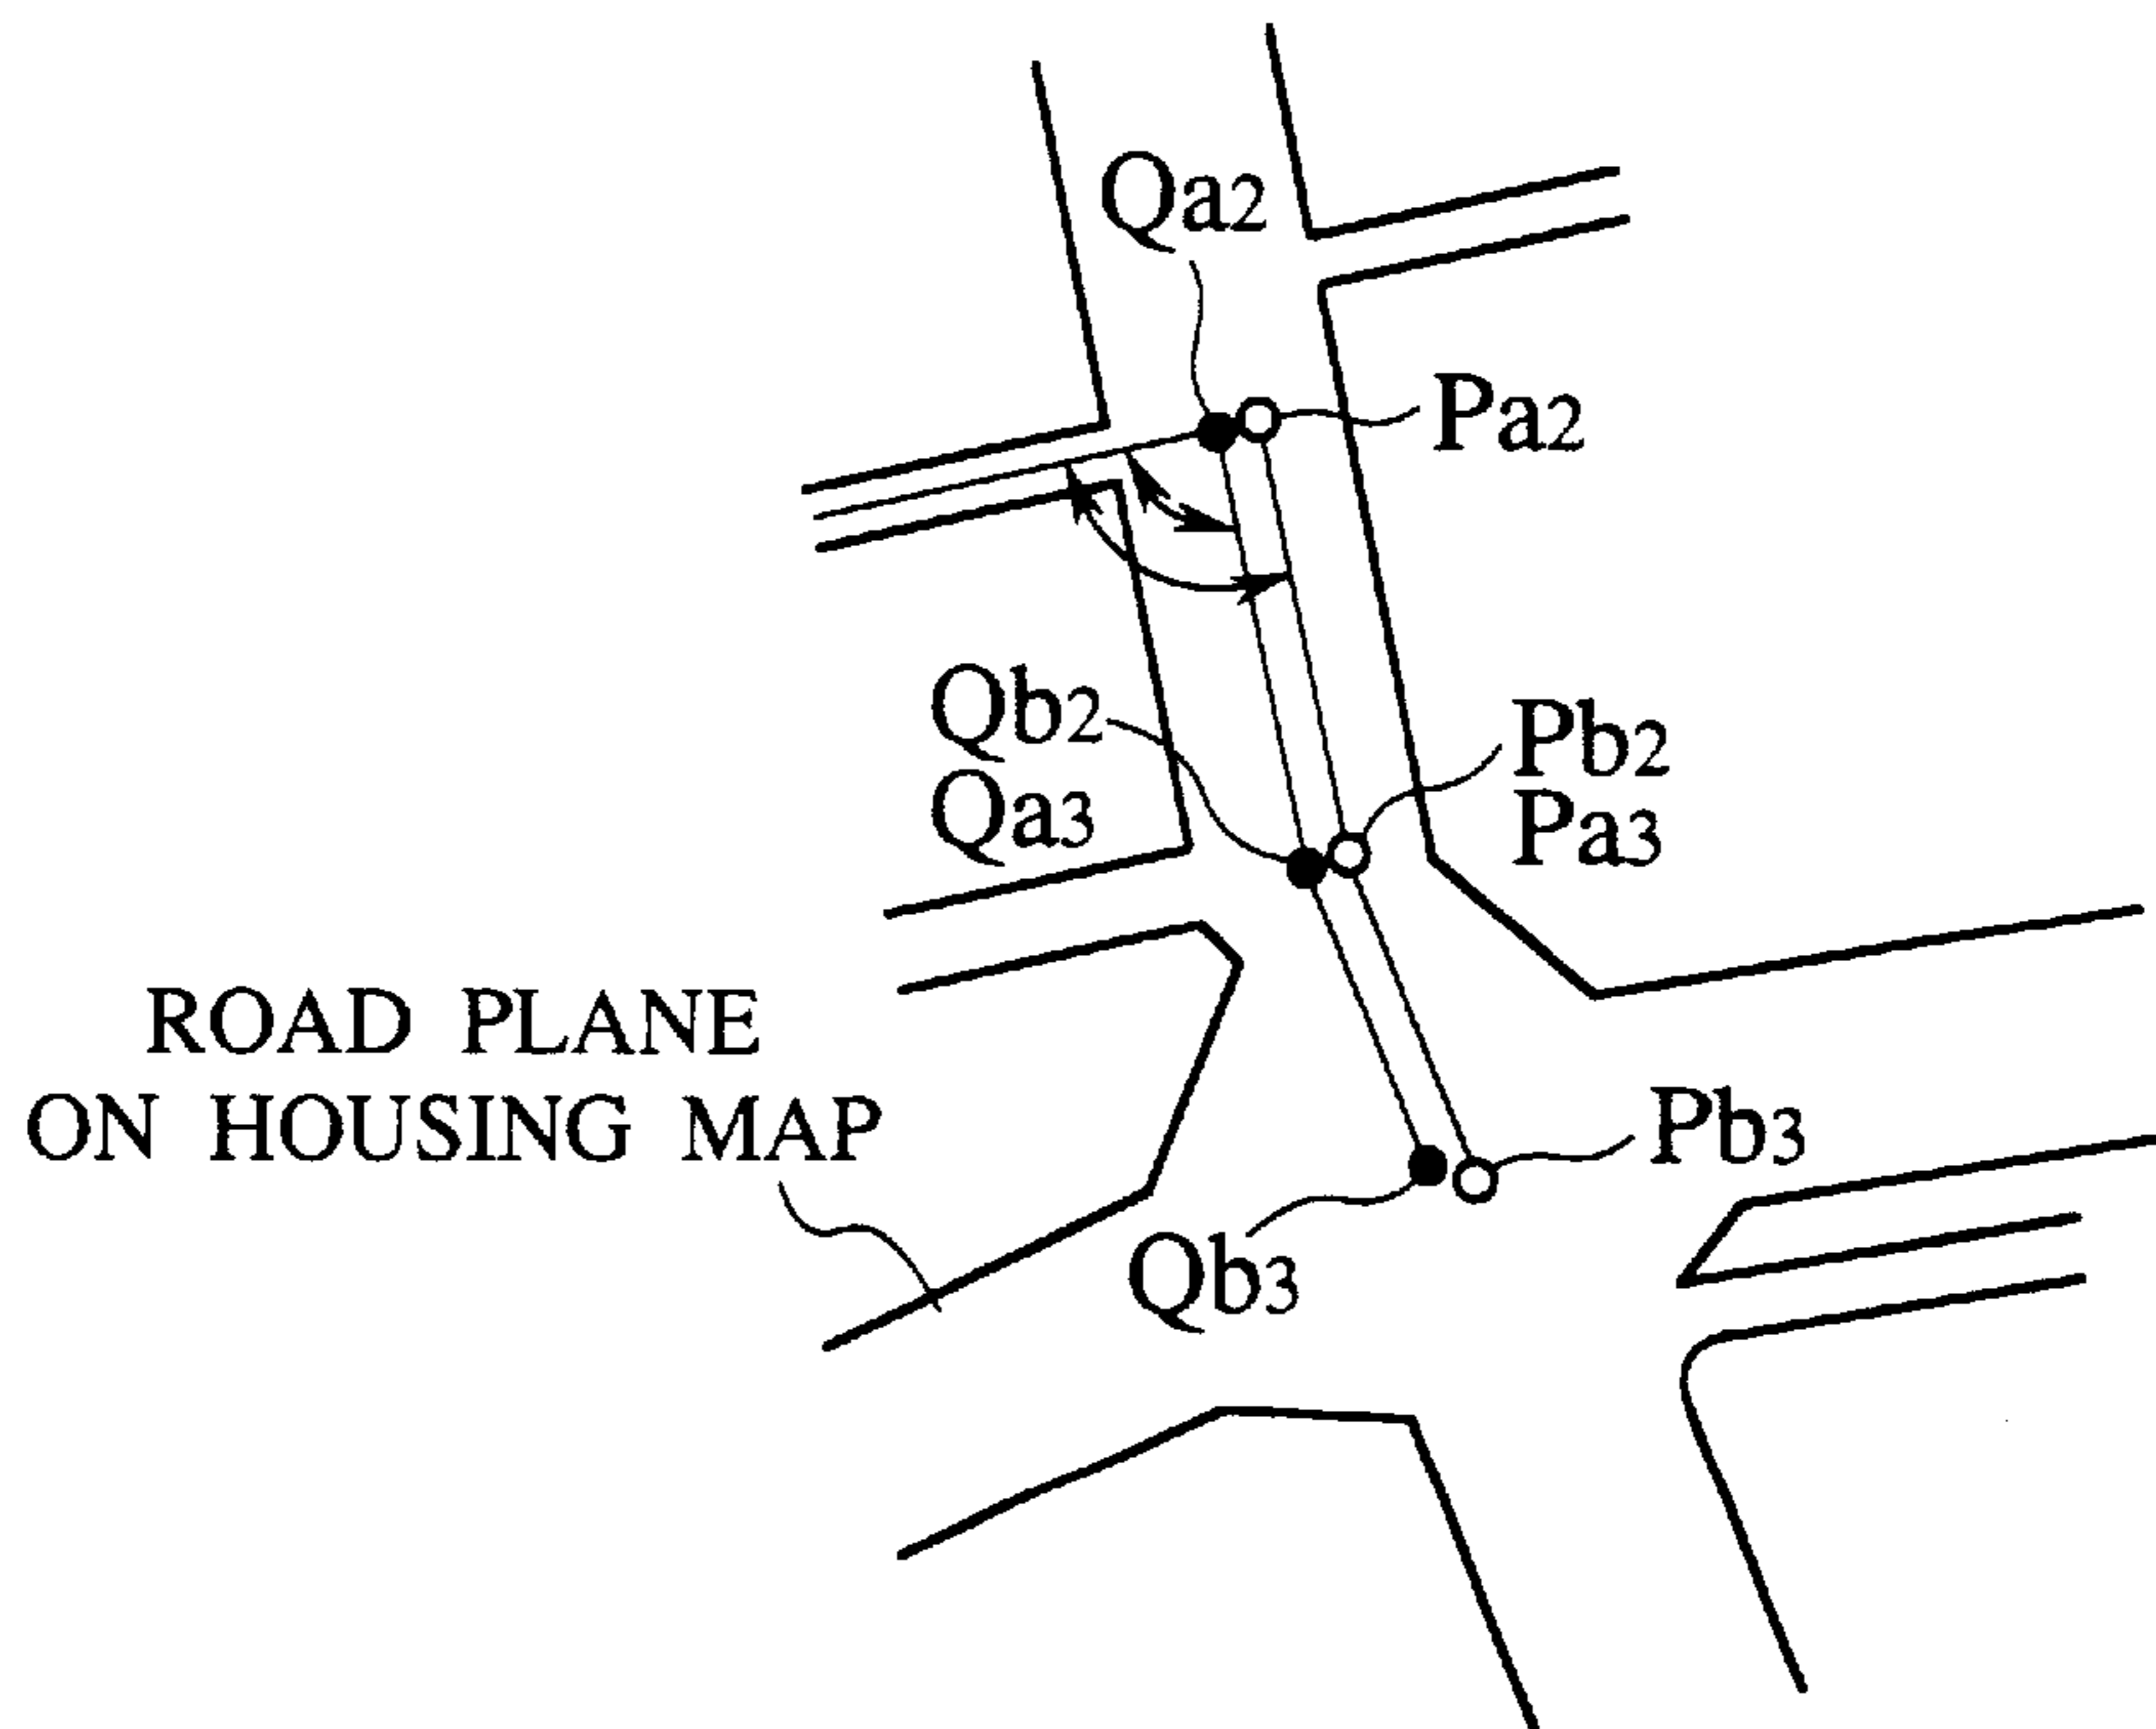 Qa2
Pa2
Qb2
Qa3
Pb2
Pa3
ROAD PLANE
ON HOUSING MAP
Pb3
Qb3